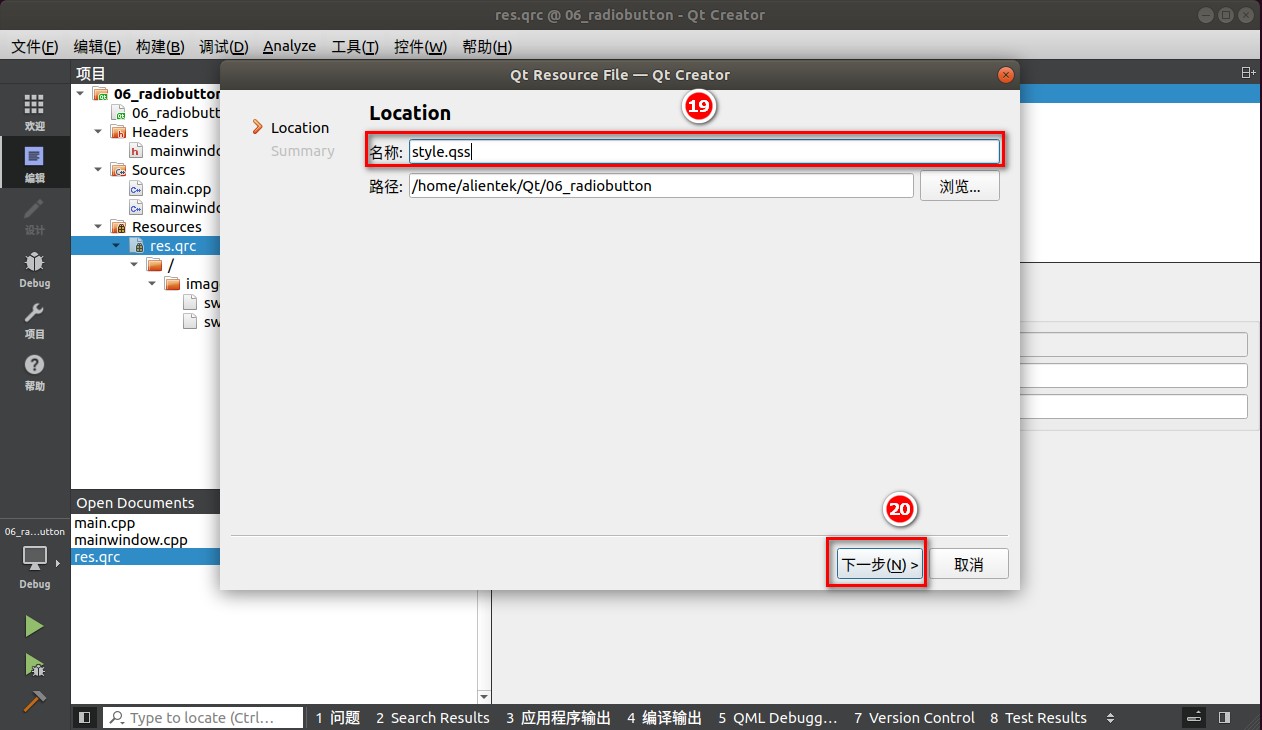 res.qrc @ 06_radiobutton - Qt Creator
文件(F) 编辑(E) 构建(B) 调试(D) Analyze 工具(T) 控件(W) 帮助(H)
项目
Qt Resource File — Qt Creator
欢迎
编辑
设计
Debug
项目
帮助
06_radiobutton
06_radiobutt
Headers
mainwindo
Sources
main.cpp
mainwindo
Resources
res.qrc
/
imag
sw
sw
Location
Summary
Location
19
名称: style.qss
路径: /home/alientek/Qt/06_radiobutton 浏览...
20
下一步(N) > 取消
Open Documents
main.cpp
mainwindow.cpp
res.qrc
06_ra...utton
Debug
Type to locate (Ctrl... 1 问题 2 Search Results 3 应用程序输出 4 编译输出 5 QML Debugg... 7 Version Control 8 Test Results